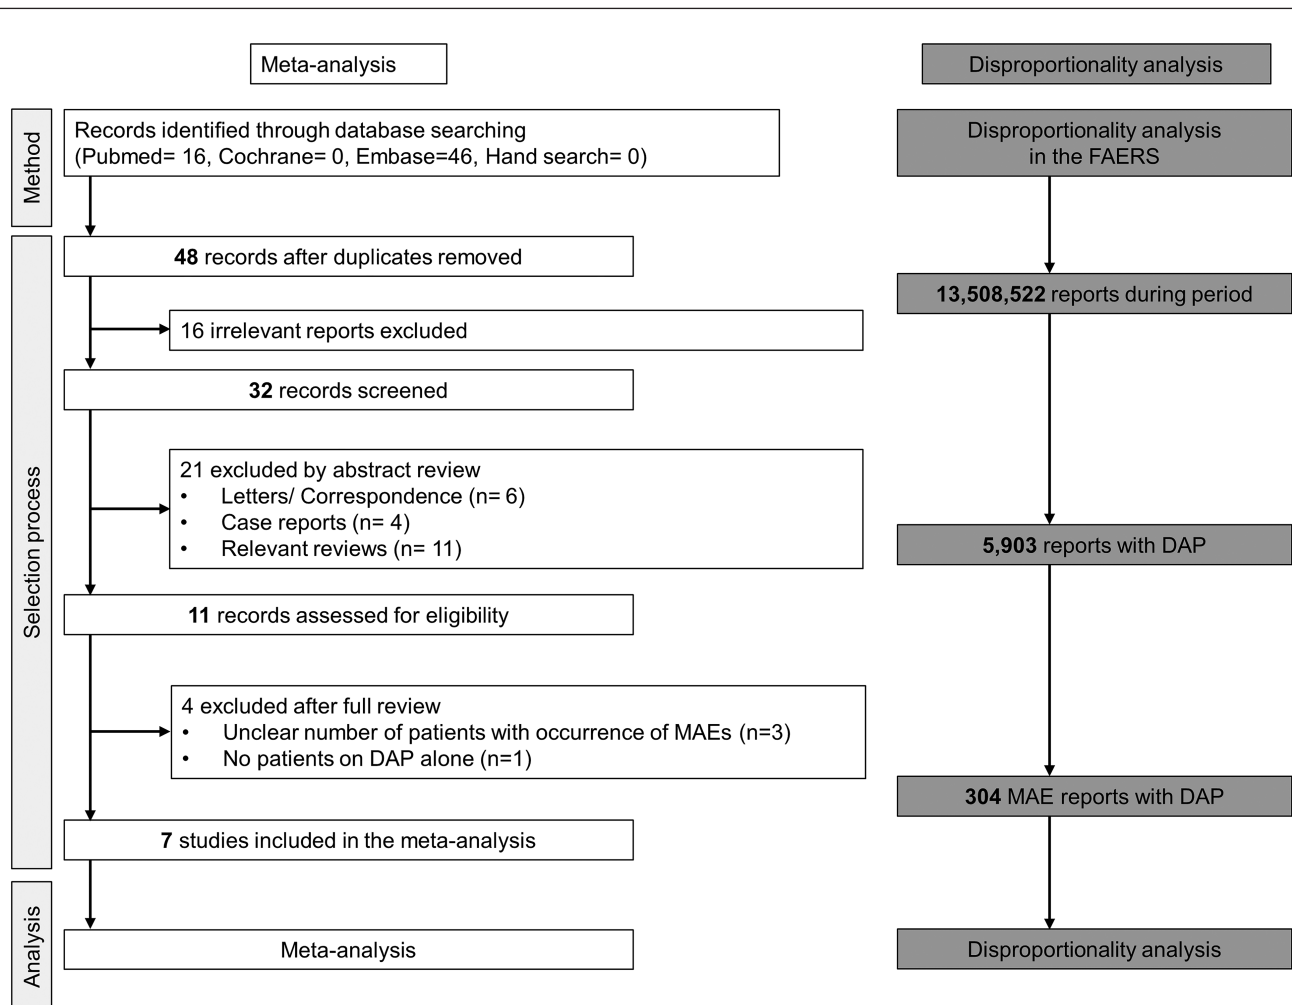 Meta-analysis
Method
Records identified through database searching
(Pubmed= 16, Cochrane= 0, Embase=46, Hand search= 0)
Selection process
48 records after duplicates removed
16 irrelevant reports excluded
32 records screened
21 excluded by abstract review
• Letters/ Correspondence (n= 6)
• Case reports (n= 4)
• Relevant reviews (n= 11)
11 records assessed for eligibility
4 excluded after full review
• Unclear number of patients with occurrence of MAEs (n=3)
• No patients on DAP alone (n=1)
7 studies included in the meta-analysis
Analysis
Meta-analysis
Disproportionality analysis
Disproportionality analysis
in the FAERS
13,508,522 reports during period
5,903 reports with DAP
304 MAE reports with DAP
Disproportionality analysis